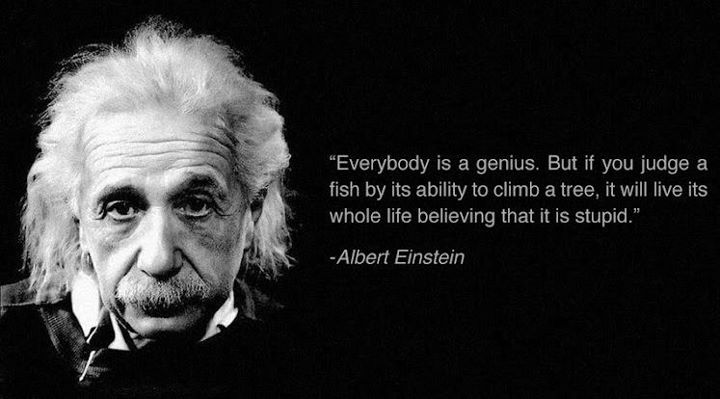 “Everybody is a genius. But if you judge a
fish by its ability to climb a tree, it will live its
whole life believing that it is stupid.”
-Albert Einstein